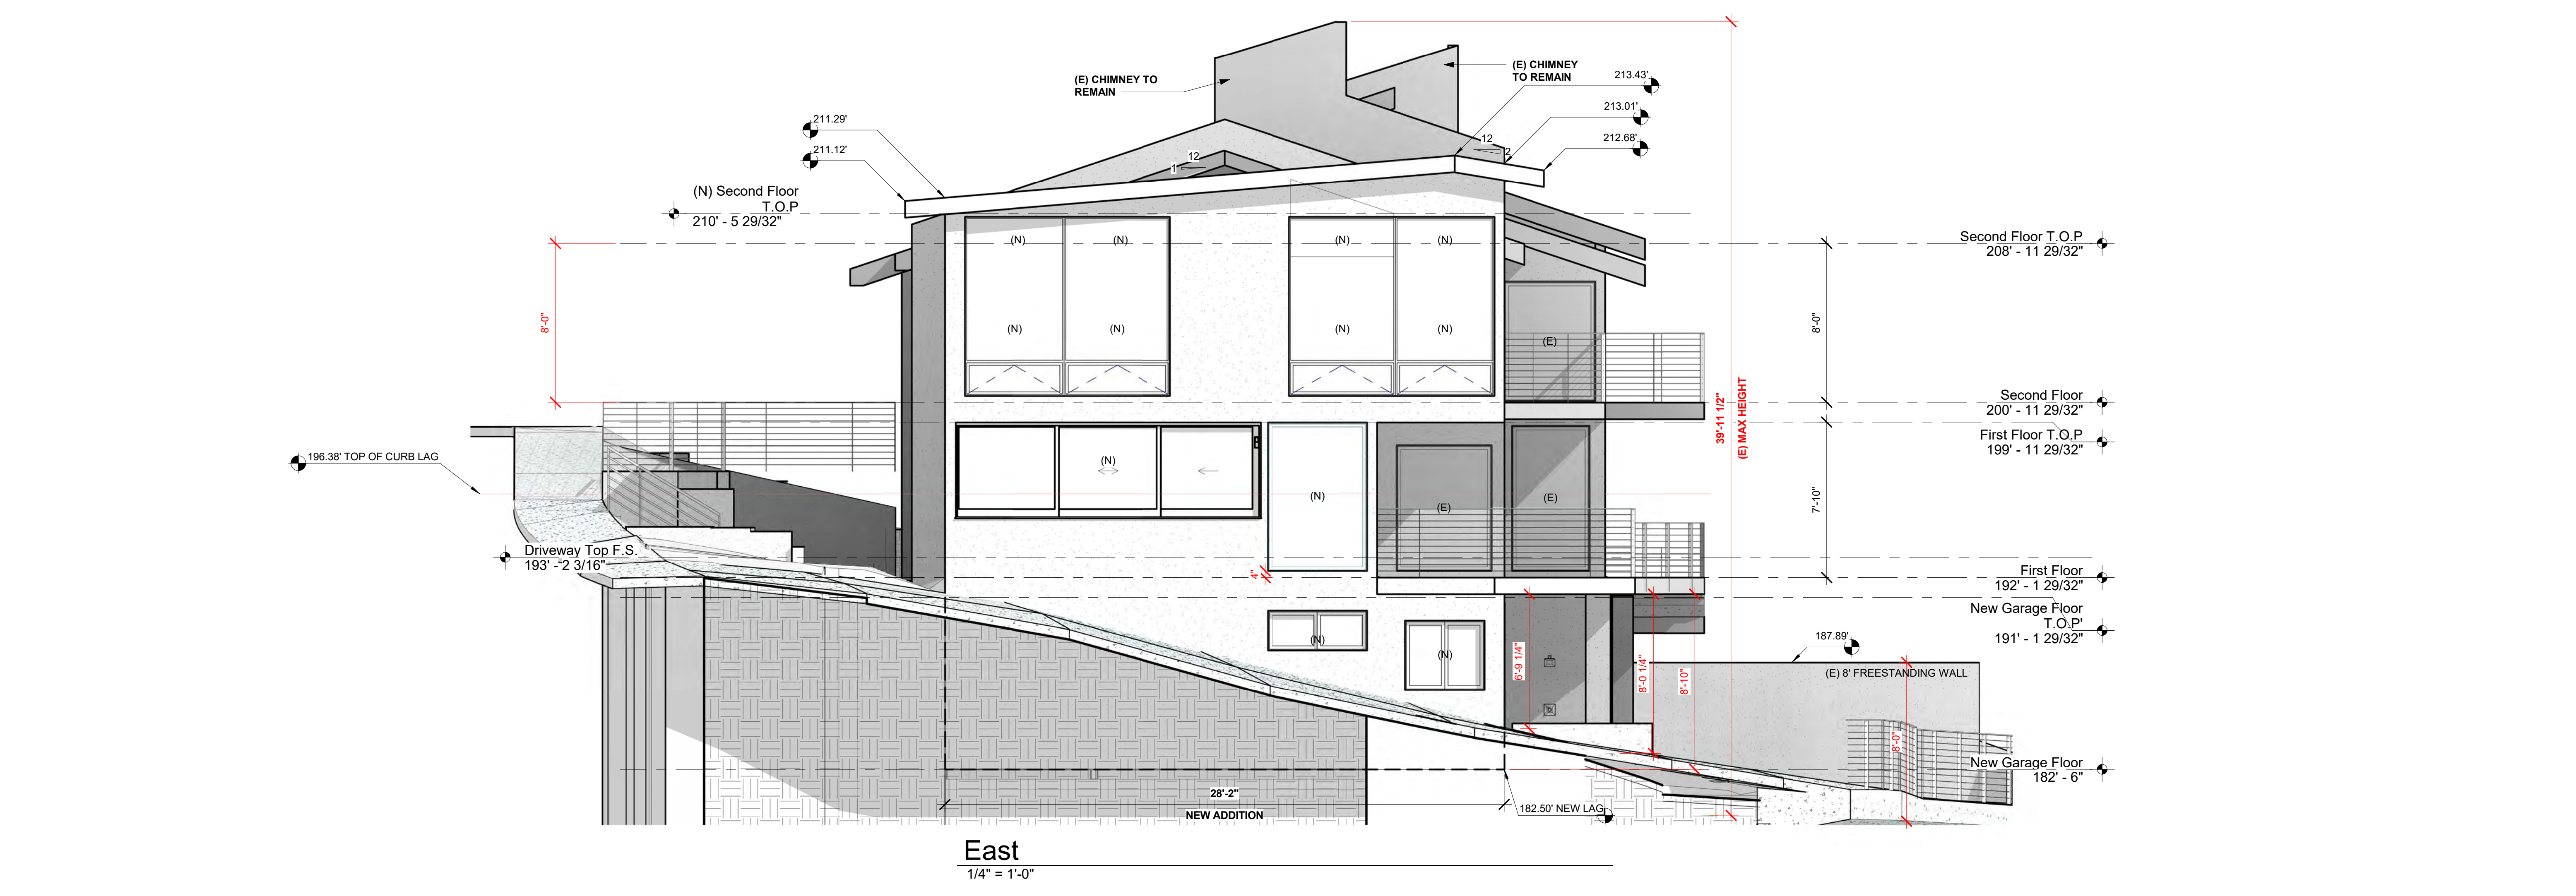 (E) CHIMNEY TO
REMAIN
(E) CHIMNEY
TO REMAIN
213.43'
213.01'
212.68'
211.29'
211.12'
12
1
12
2
(N) Second Floor
T.O.P
210' - 5 29/32"
Second Floor T.O.P
208' - 11 29/32"
(N)
(N)
(N)
(N)
(N)
(N)
(N)
(N)
8'-0"
8'-0"
(E)
39'-11 1/2"
(E) MAX HEIGHT
Second Floor
200' - 11 29/32"
First Floor T.O.P
199' - 11 29/32"
196.38' TOP OF CURB LAG
(N)
(N)
(E)
(E)
7'-10"
Driveway Top F.S.
193' - 2 3/16"
4"
First Floor
192' - 1 29/32"
New Garage Floor
T.O.P'
191' - 1 29/32"
(N)
(N)
6'-9 1/4"
8'-0 1/4"
8'-10"
187.89'
(E) 8' FREESTANDING WALL
8'-0"
New Garage Floor
182' - 6"
28'-2"
NEW ADDITION
182.50' NEW LAG
East
1/4" = 1'-0"